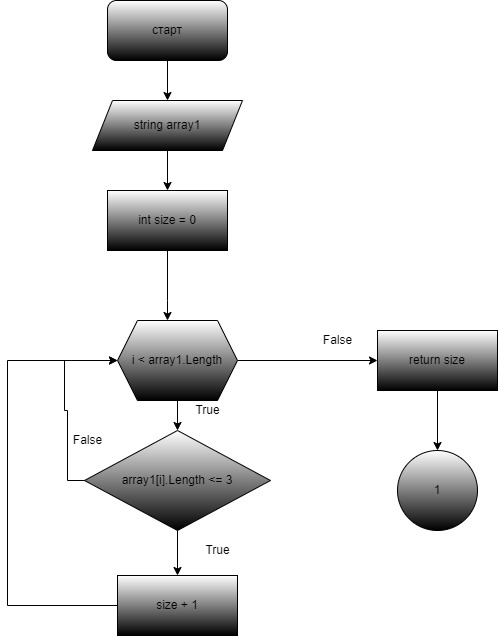 старт
string array1
int size = 0
i < array1.Length
False
return size
True
False
array1[i].Length <= 3
1
True
size + 1